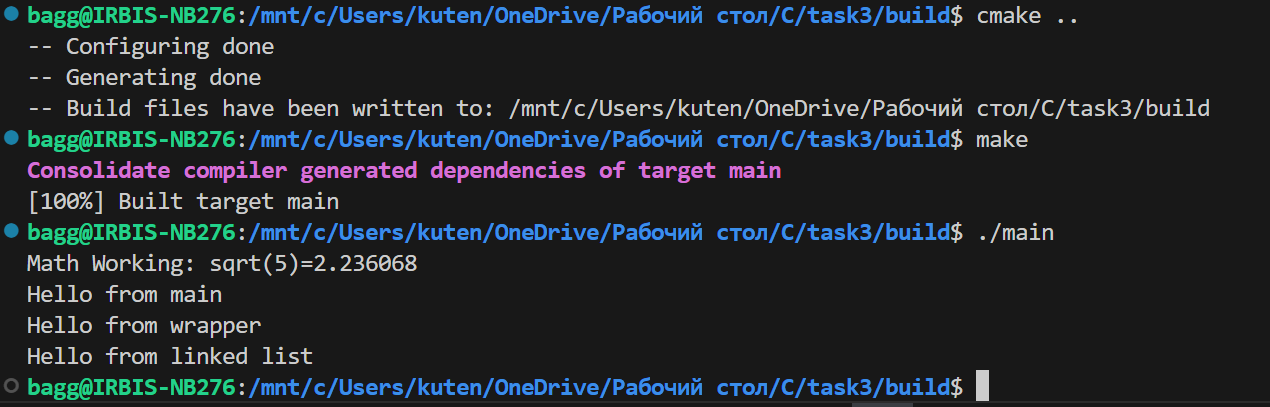 bagg@IRBIS-NB276:/mnt/c/Users/kuten/OneDrive/Рабочий стол/C/task3/build$ cmake ..
-- Configuring done
-- Generating done
-- Build files have been written to: /mnt/c/Users/kuten/OneDrive/Рабочий стол/C/task3/build
bagg@IRBIS-NB276:/mnt/c/Users/kuten/OneDrive/Рабочий стол/C/task3/build$ make
Consolidate compiler generated dependencies of target main
[100%] Built target main
bagg@IRBIS-NB276:/mnt/c/Users/kuten/OneDrive/Рабочий стол/C/task3/build$ ./main
Math Working: sqrt(5)=2.236068
Hello from main
Hello from wrapper
Hello from linked list
bagg@IRBIS-NB276:/mnt/c/Users/kuten/OneDrive/Рабочий стол/C/task3/build$